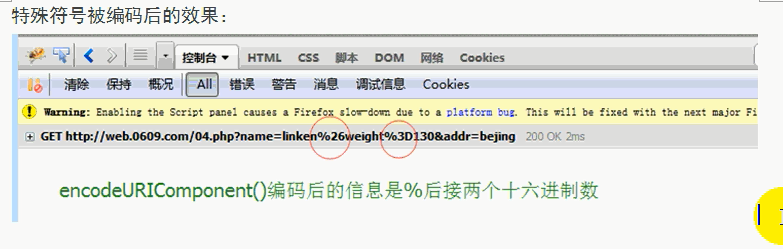 特殊符号被编码后的效果：
控制台 HTML CSS 脚本 DOM 网络 Cookies
清除 保持 概况 All 错误 警告 消息 调试信息 Cookies
Warning: Enabling the Script panel causes a Firefox slow-down due to a platform bug. This will be fixed with the next major Fi
GET http://web.0609.com/04.php?name=linken%26weight%3D130&addr=bejing 200 OK 2ms
encodeURIComponent()编码后的信息是%后接两个十六进制数